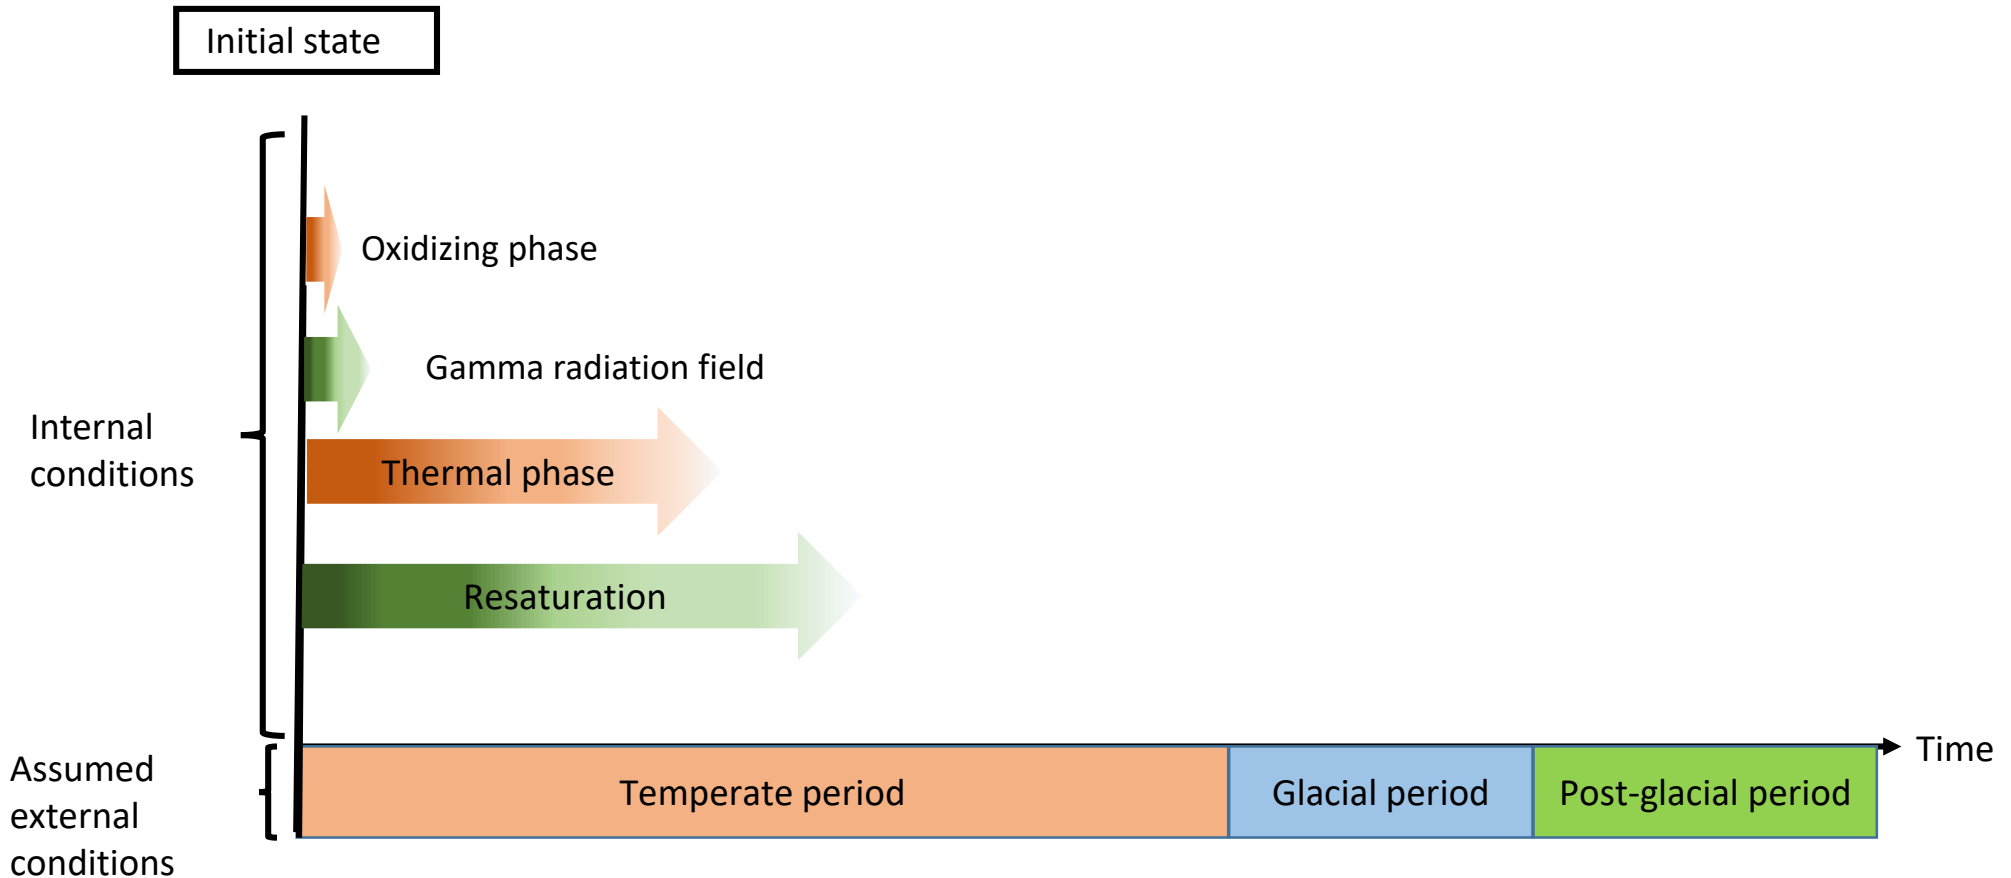 Initial state
Oxidizing phase
Gamma radiation field
Internal
conditions
Thermal phase
Resaturation
Time
Assumed
external
conditions
Temperate period
Glacial period
Post-glacial period